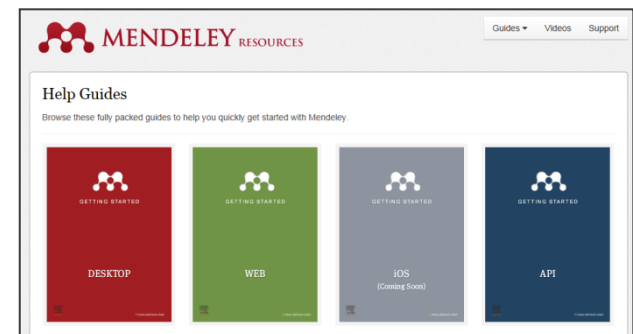 MENDELEY RESOURCES
Guides Videos Support
Help Guides
Browse these fully packed guides to help you quickly get started with Mendeley.
GETTING STARTED
DESKTOP
GETTING STARTED
WEB
GETTING STARTED
iOS
(Coming Soon)
GETTING STARTED
API